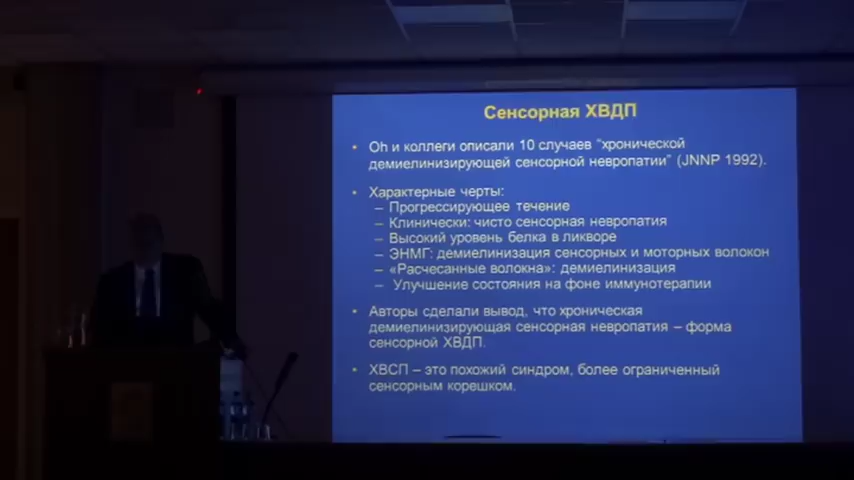 Сенсорная ХВДП
• Oh и коллеги описали 10 случаев "хронической
демиелинизирующей сенсорной невропатии" (JNNP 1992).
• Характерные черты:
– Прогрессирующее течение
– Клинически: чисто сенсорная невропатия
– Высокий уровень белка в ликворе
– ЭНМГ: демиелинизация сенсорных и моторных волокон
– «Расчесанные волокна»: демиелинизация
– Улучшение состояния на фоне иммунотерапии
• Авторы сделали вывод, что хроническая
демиелинизирующая сенсорная невропатия – форма
сенсорной ХВДП.
• ХВСП – это похожий синдром, более ограниченный
сенсорным корешком.